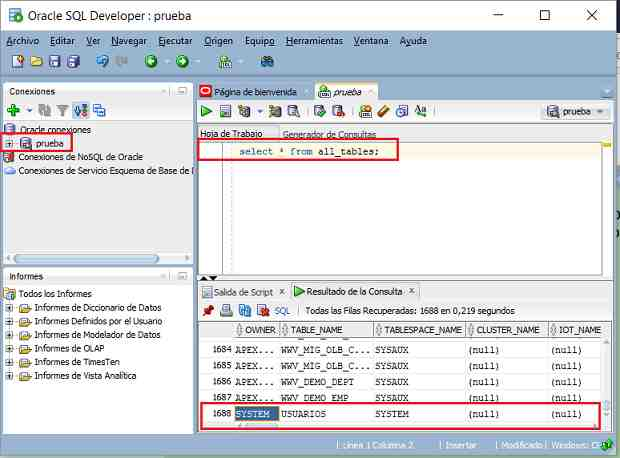 Oracle SQL Developer : prueba
Archivo Editar Ver Navegar Ejecutar Origen Equipo Herramientas Ventana Ayuda
Conexiones
Oracle conexiones
prueba
Conexiones de NoSQL de Oracle
Conexiones de Servicio Esquema de Base de
Informes
Todos los Informes
Informes de Diccionario de Datos
Informes Definidos por el Usuario
Informes de Modelador de Datos
Informes de OLAP
Informes de TimesTen
Informes de Vista Analítica
Página de bienvenida prueba
prueba
Hoja de Trabajo Generador de Consultas
select * from all_tables;
Salida de Script Resultado de la Consulta
SQL Todas las Filas Recuperadas: 1688 en 0,219 segundos
OWNER TABLE_NAME TABLESPACE_NAME CLUSTER_NAME IOT_NAME
1684 APEX... WWV_MIG_OLB_C... SYSAUX (null) (null)
1685 APEX... WWV_MIG_OLB_C... SYSAUX (null) (null)
1686 APEX... WWV_DEMO_DEPT SYSAUX (null) (null)
1687 APEX... WWV_DEMO_EMP SYSAUX (null) (null)
1688 SYSTEM USUARIOS SYSTEM (null) (null)
Línea 1 Columna 2 Insertar Modificado Windows: